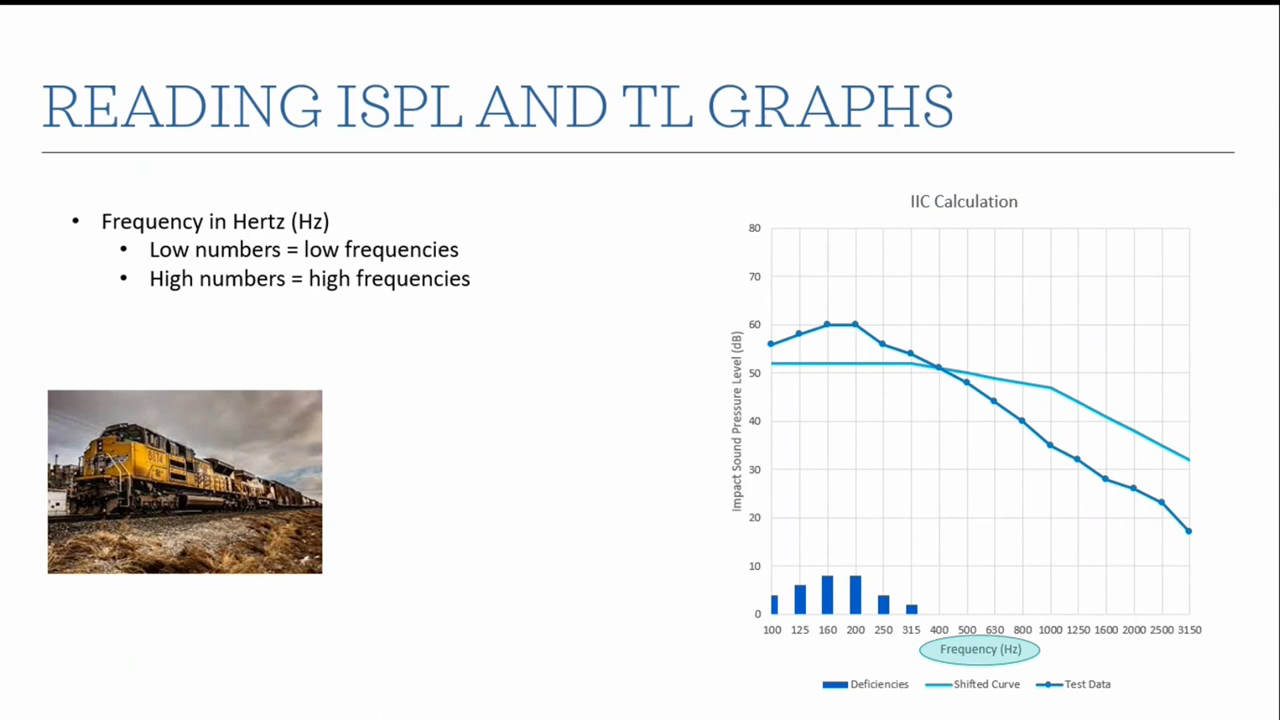 READING ISPL AND TL GRAPHS
• Frequency in Hertz (Hz)
• Low numbers = low frequencies
• High numbers = high frequencies
IIC Calculation
Impact Sound Pressure Level (dB)
80
70
60
50
40
30
20
10
0
100 125 160 200 250 315 400 500 630 800 1000 1250 1600 2000 2500 3150
Frequency (Hz)
Deficiencies Shifted Curve Test Data